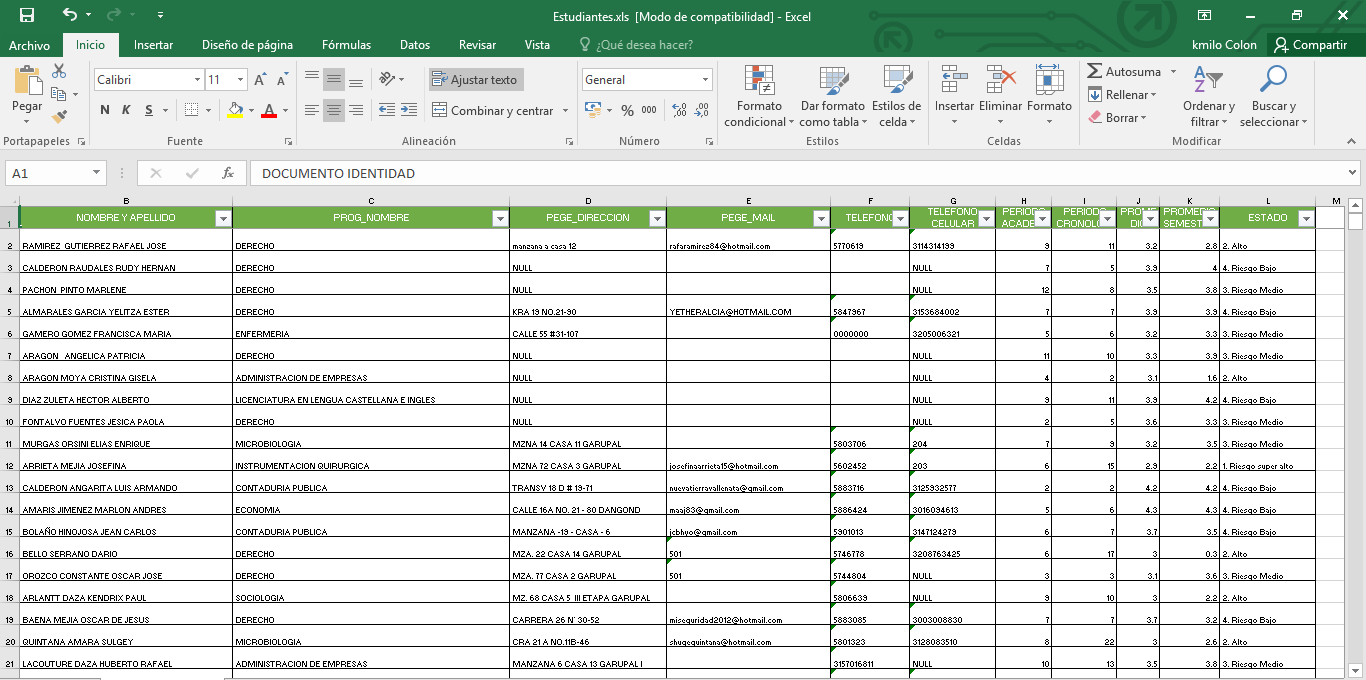 Estudiantes.xls [Modo de compatibilidad] - Excel
Archivo Inicio Insertar Diseño de página Fórmulas Datos Revisar Vista ¿Qué desea hacer? kmilo Colon Compartir
Calibri 11 Ajustar texto General Autosuma
Pegar Formato Dar formato Estilos de Insertar Eliminar Formato Rellenar Ordenar y Buscar y
N K S Combinar y centrar % 000 condicional como tabla celda Borrar filtrar seleccionar
Portapapeles Fuente Alineación Número Estilos Celdas Modificar
A1 fx DOCUMENTO IDENTIDAD
B C D E F G H I J K L M
1 NOMBRE Y APELLIDO PROG_NOMBRE PEGE_DIRECCION PEGE_MAIL TELEFONO TELEFONO CELULAR PERIODO ACADE PERIODO CRONOLO PROME DIO PROMEDIO SEMEST ESTADO
2 RAMIREZ GUTIERREZ RAFAEL JOSE DERECHO manzana a casa 12 rafaramirez84@hotmail.com 5770619 3114314199 9 11 3.2 2.8 2. Alto
3 CALDERON RAUDALES RUDY HERNAN DERECHO NULL NULL 7 5 3.9 4 4. Riesgo Bajo
4 PACHON PINTO MARLENE DERECHO NULL NULL 12 8 3.5 3.8 3. Riesgo Medio
5 ALMARALES GARCIA YELITZA ESTER DERECHO KRA 19 NO.21-90 YETHERALCIA@HOTMAIL.COM 5847967 3153684002 7 7 3.9 3.9 4. Riesgo Bajo
6 GAMERO GOMEZ FRANCISCA MARIA ENFERMERIA CALLE 55 #31-107 0000000 3205006321 5 6 3.2 3.3 3. Riesgo Medio
7 ARAGON ANGELICA PATRICIA DERECHO NULL NULL 11 10 3.3 3.9 3. Riesgo Medio
8 ARAGON MOYA CRISTINA GISELA ADMINISTRACION DE EMPRESAS NULL NULL 4 2 3.1 1.6 2. Alto
9 DIAZ ZULETA HECTOR ALBERTO LICENCIATURA EN LENGUA CASTELLANA E INGLES NULL NULL 9 11 3.9 4.2 4. Riesgo Bajo
10 FONTALVO FUENTES JESICA PAOLA DERECHO NULL NULL 2 5 3.6 3.3 3. Riesgo Medio
11 MURGAS ORSINI ELIAS ENRIQUE MICROBIOLOGIA MZNA 14 CASA 11 GARUPAL 5803706 204 7 9 3.2 3.5 3. Riesgo Medio
12 ARRIETA MEJIA JOSEFINA INSTRUMENTACION QUIRURGICA MZNA 72 CASA 3 GARUPAL josefinaarrieta15@hotmail.com 5602452 203 6 15 2.9 2.2 1. Riesgo super alto
13 CALDERON ANGARITA LUIS ARMANDO CONTADURIA PUBLICA TRANSV 18 D # 19-71 nuevatierravallenata@gmail.com 5883716 3125932577 2 2 4.2 4.2 4. Riesgo Bajo
14 AMARIS JIMENEZ MARLON ANDRES ECONOMIA CALLE 16A NO. 21 - 80 DANGOND maaj83@gmail.com 5886424 3016094613 5 6 4.3 4.3 4. Riesgo Bajo
15 BOLAÑO HINOJOSA JEAN CARLOS CONTADURIA PUBLICA MANZANA -19 - CASA - 6 jcbhyo@gmail.com 5901013 3147124279 6 7 3.7 3.5 4. Riesgo Bajo
16 BELLO SERRANO DARIO DERECHO MZA. 22 CASA 14 GARUPAL 501 5746778 3208763425 6 17 3 0.3 2. Alto
17 OROZCO CONSTANTE OSCAR JOSE DERECHO MZA. 77 CASA 2 GARUPAL 501 5744804 NULL 3 3 3.1 3.6 3. Riesgo Medio
18 ARLANTT DAZA KENDRIX PAUL SOCIOLOGIA MZ. 68 CASA 5 III ETAPA GARUPAL 5806639 NULL 9 10 3 2.2 2. Alto
19 BAENA MEJIA OSCAR DE JESUS DERECHO CARRERA 26 N° 30-52 miseguridad2012@hotmail.com 5883085 3003008830 7 7 3.7 3.2 4. Riesgo Bajo
20 QUINTANA AMARA SULGEY MICROBIOLOGIA CRA 21 A NO.11B-46 shugequintana@hotmail.com 5801323 3128083510 8 22 3 2.6 2. Alto
21 LACOUTURE DAZA HUBERTO RAFAEL ADMINISTRACION DE EMPRESAS MANZANA 6 CASA 13 GARUPAL I 3157016811 NULL 10 13 3.5 3.8 3. Riesgo Medio